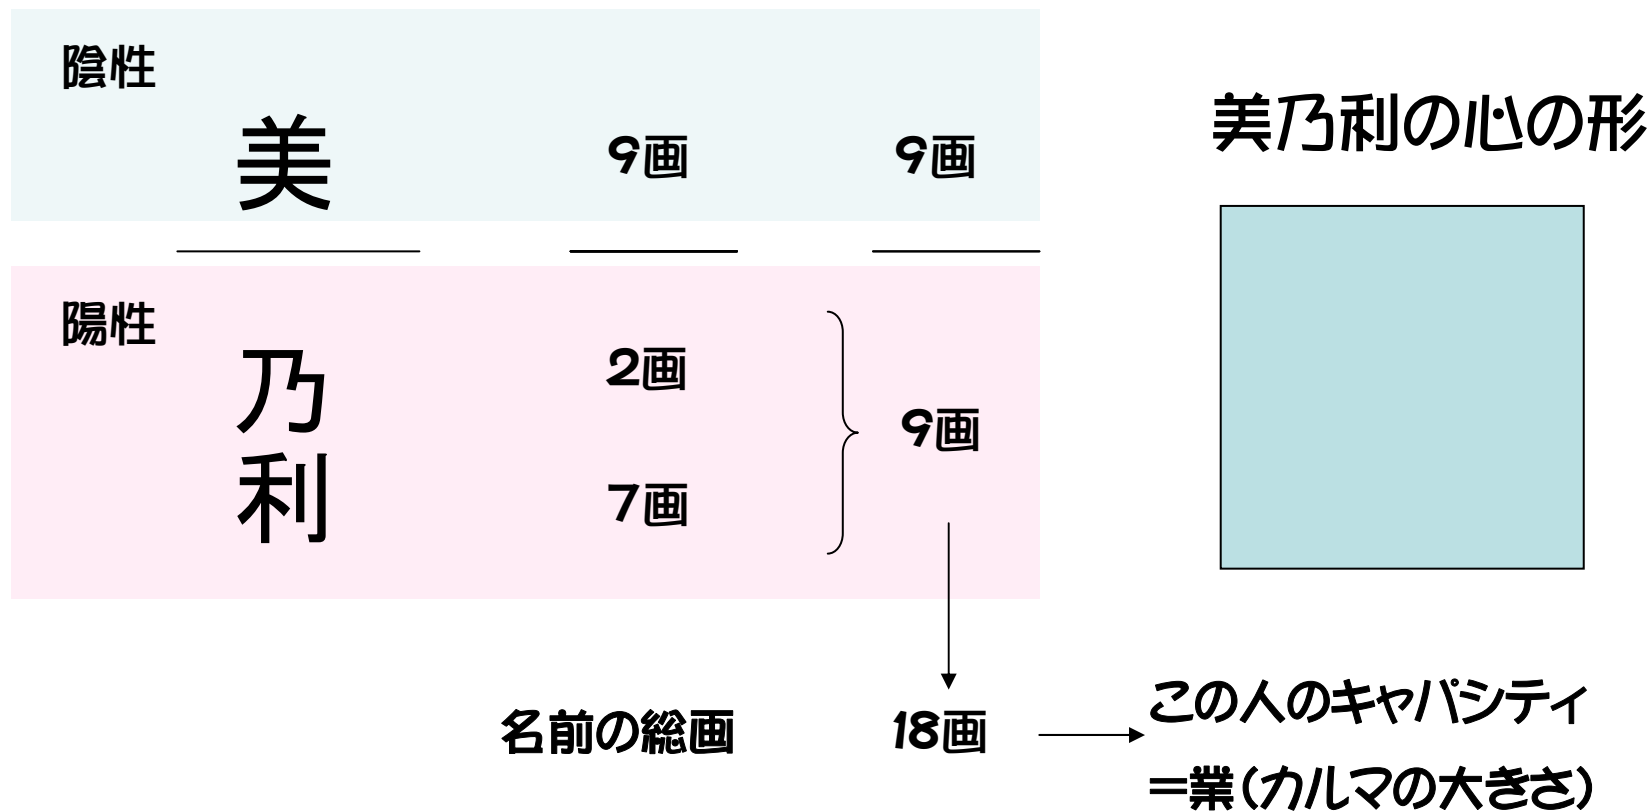 陰性
美 9画 9画
美乃利の心の形
陽性
乃 2画
9画
利 7画
名前の総画 18画
この人のキャパシティ
=業(カルマの大きさ)